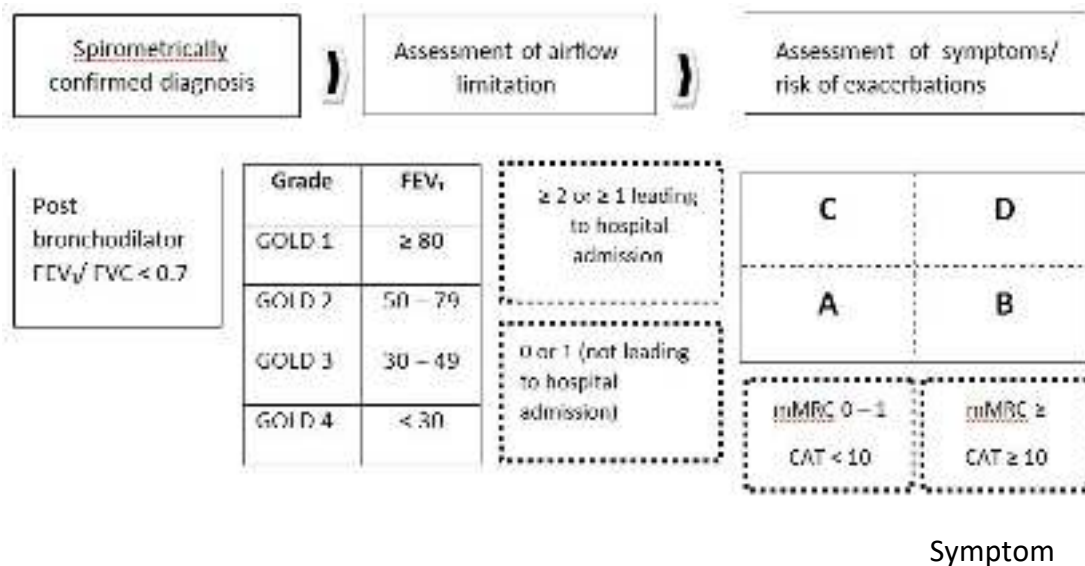 Spirometrically
confirmed diagnosis
Assessment of airflow
limitation
Assessment of symptoms/
risk of exacerbations
Post
bronchodilator
FEV₁/ FVC < 0.7
Grade FEV₁
GOLD 1 ≥ 80
GOLD 2 50 – 79
GOLD 3 30 – 49
GOLD 4 < 30
≥ 2 or ≥ 1 leading
to hospital
admission
0 or 1 (not leading
to hospital
admission)
C D
A B
mMRC 0 – 1
CAT < 10
mMRC ≥
CAT ≥ 10
Symptom